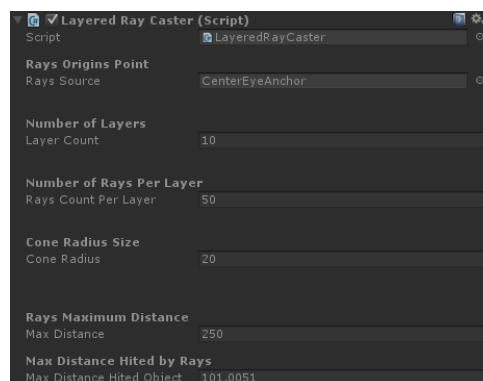 Layered Ray Caster (Script)
Script LayeredRayCaster
Rays Origins Point
Rays Source CenterEyeAnchor
Number of Layers
Layer Count 10
Number of Rays Per Layer
Rays Count Per Layer 50
Cone Radius Size
Cone Radius 20
Rays Maximum Distance
Max Distance 250
Max Distance Hited by Rays
Max Distance Hited Object 101.0051